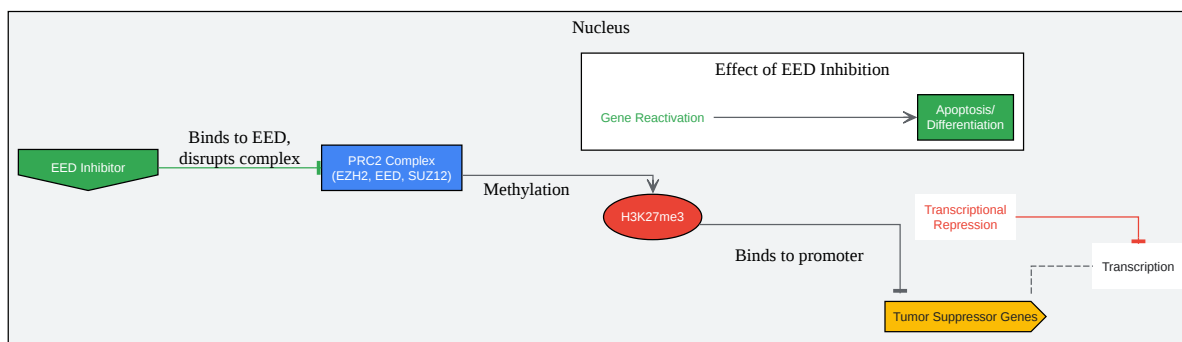 Nucleus
Effect of EED Inhibition
Gene Reactivation
Apoptosis/
Differentiation
Binds to EED,
disrupts complex
EED Inhibitor
PRC2 Complex
(EZH2, EED, SUZ12)
Methylation
H3K27me3
Transcriptional
Repression
Binds to promoter
Transcription
Tumor Suppressor Genes